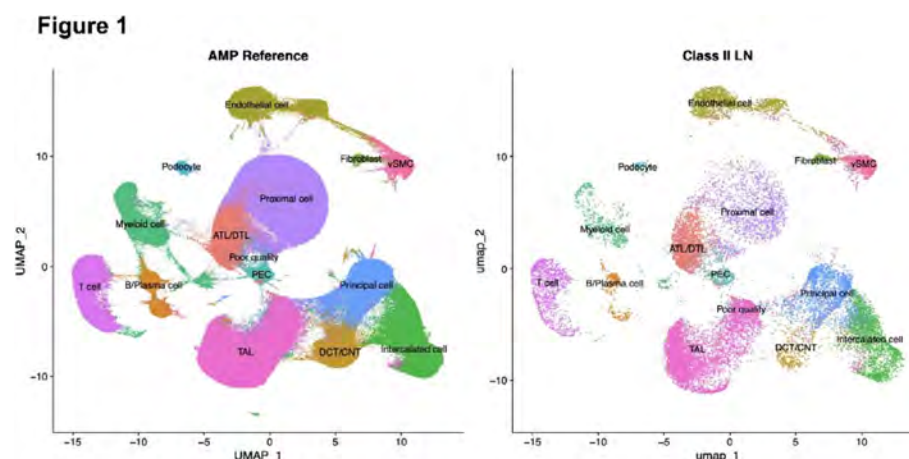 Figure 1
AMP Reference
Endothelial cell
Fibroblast
vSMC
Podocyte
Proximal cell
Myeloid cell
ATL/DTL
Poor quality
PEC
T cell
B/Plasma cell
Principal cell
TAL
DCT/CNT
Intercalated cell
UMAP_2
10
0
−10
−15
−10
−5
0
5
10
UMAP_1
Class II LN
Endothelial cell
Fibroblast
vSMC
Podocyte
Proximal cell
Myeloid cell
ATL/DTL
PEC
T cell
B/Plasma cell
Principal cell
Poor quality
TAL
DCT/CNT
Intercalated cell
umap_2
10
0
−10
−15
−10
−5
0
5
10
umap_1